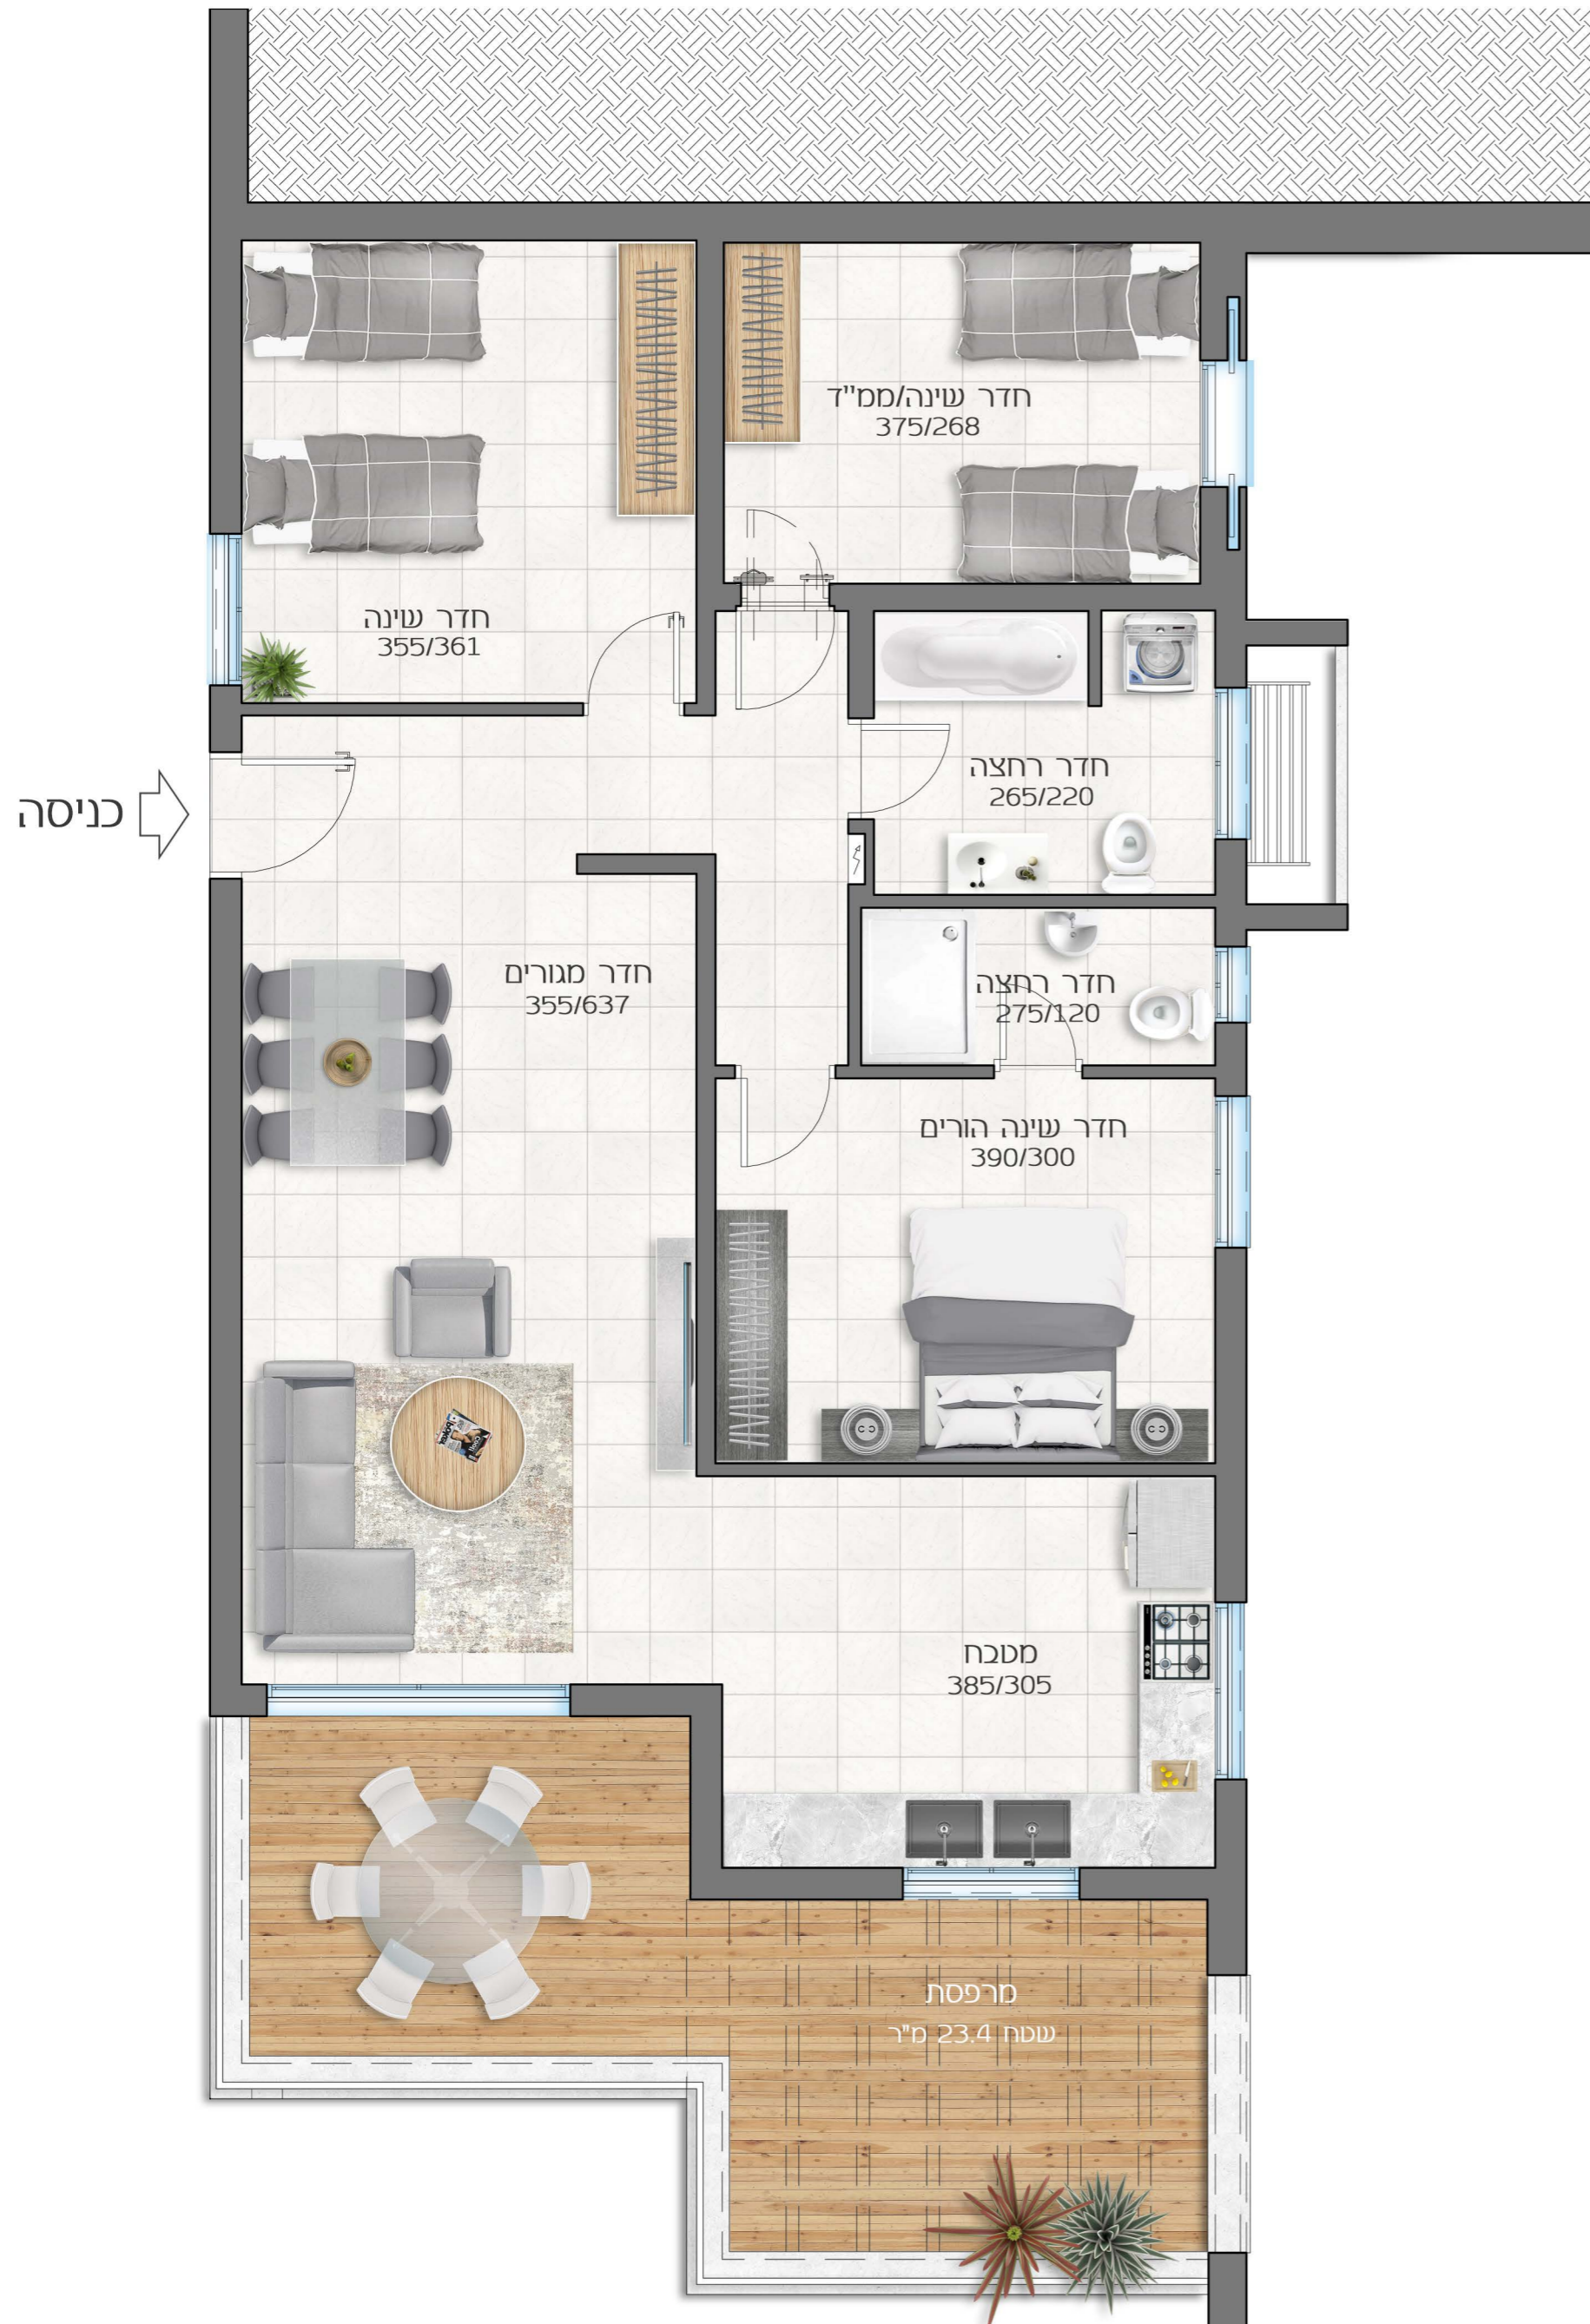 חדר שינה/ממ"ד
375/268
חדר שינה
355/361
חדר רחצה
265/220
כניסה
חדר מגורים
355/637
חדר רחצה
275/120
חדר שינה הורים
390/300
מטבח
385/305
מרפסת
שטח 23.4 מ"ר